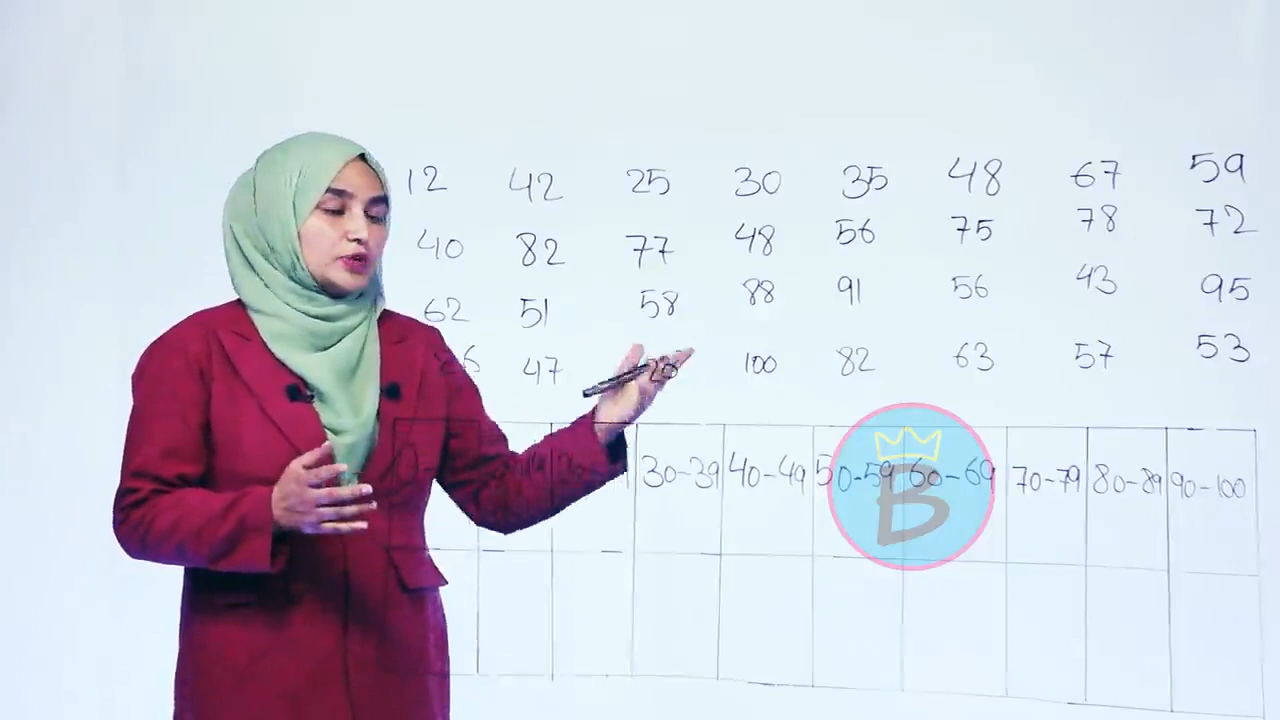 12 42 25 30 35 48 67 59
40 82 77 48 56 75 78 72
62 51 58 88 91 56 43 95
47 100 82 63 57 53
30-39 40-49 50-59 60-69 70-79 80-89 90-100
B